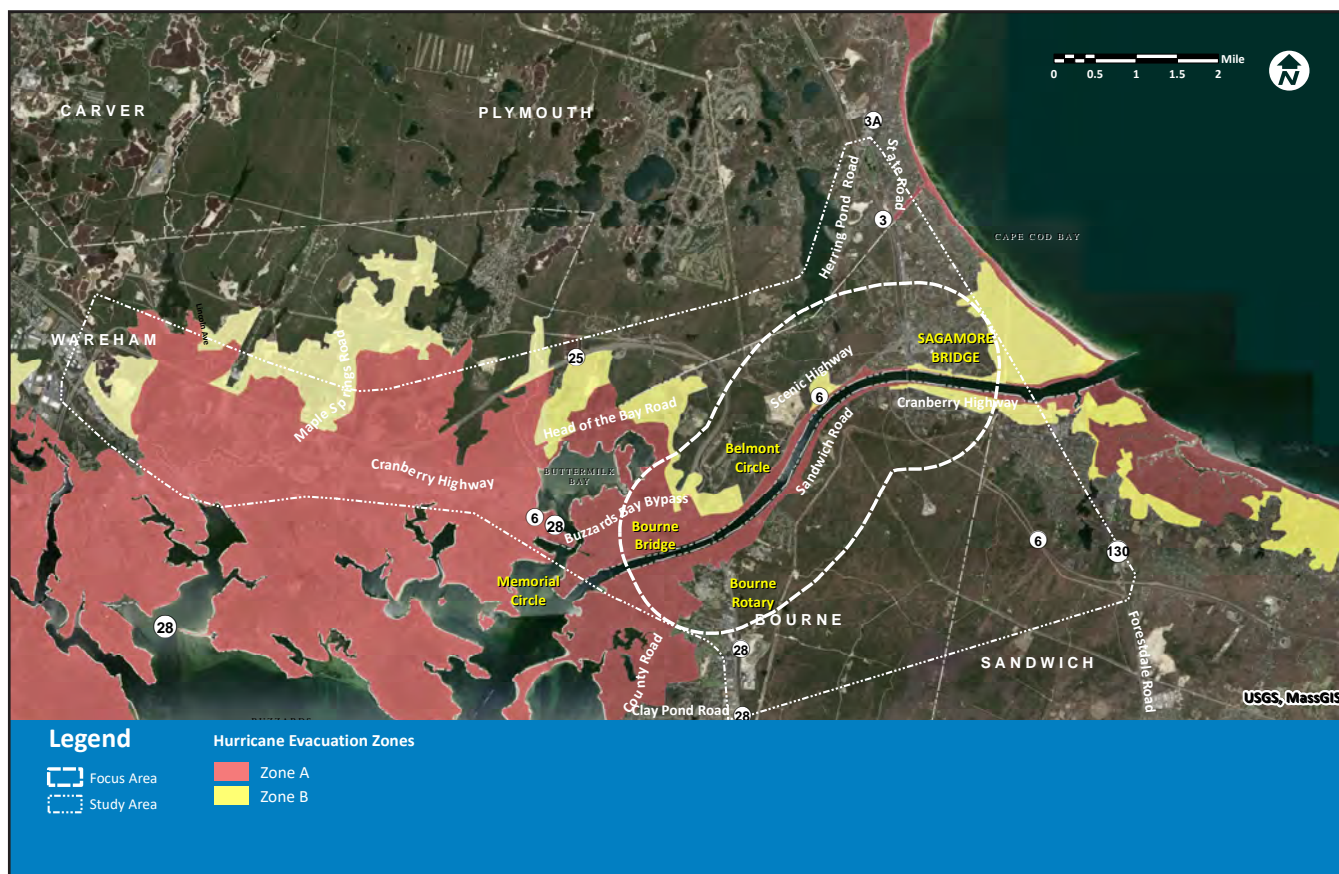 Mile
0 0.5 1 1.5 2
N
CARVER
PLYMOUTH
3A
State Road
Herring Pond Road
3
CAPE COD BAY
WAREHAM
Maple Springs Road
25
SAGAMORE
BRIDGE
Scenic Highway
6
Head of the Bay Road
Cranberry Highway
Sandwich Road
Belmont
Circle
Cranberry Highway
BUTTERMILK
BAY
6
28
Buzzards Bay Bypass
Bourne
Bridge
6
130
Memorial
Circle
Bourne
Rotary
BOURNE
28
28
SANDWICH
County Road
Forestdale Road
Clay Pond Road
28
USGS, MassGIS
Legend
Focus Area
Study Area
Hurricane Evacuation Zones
Zone A
Zone B